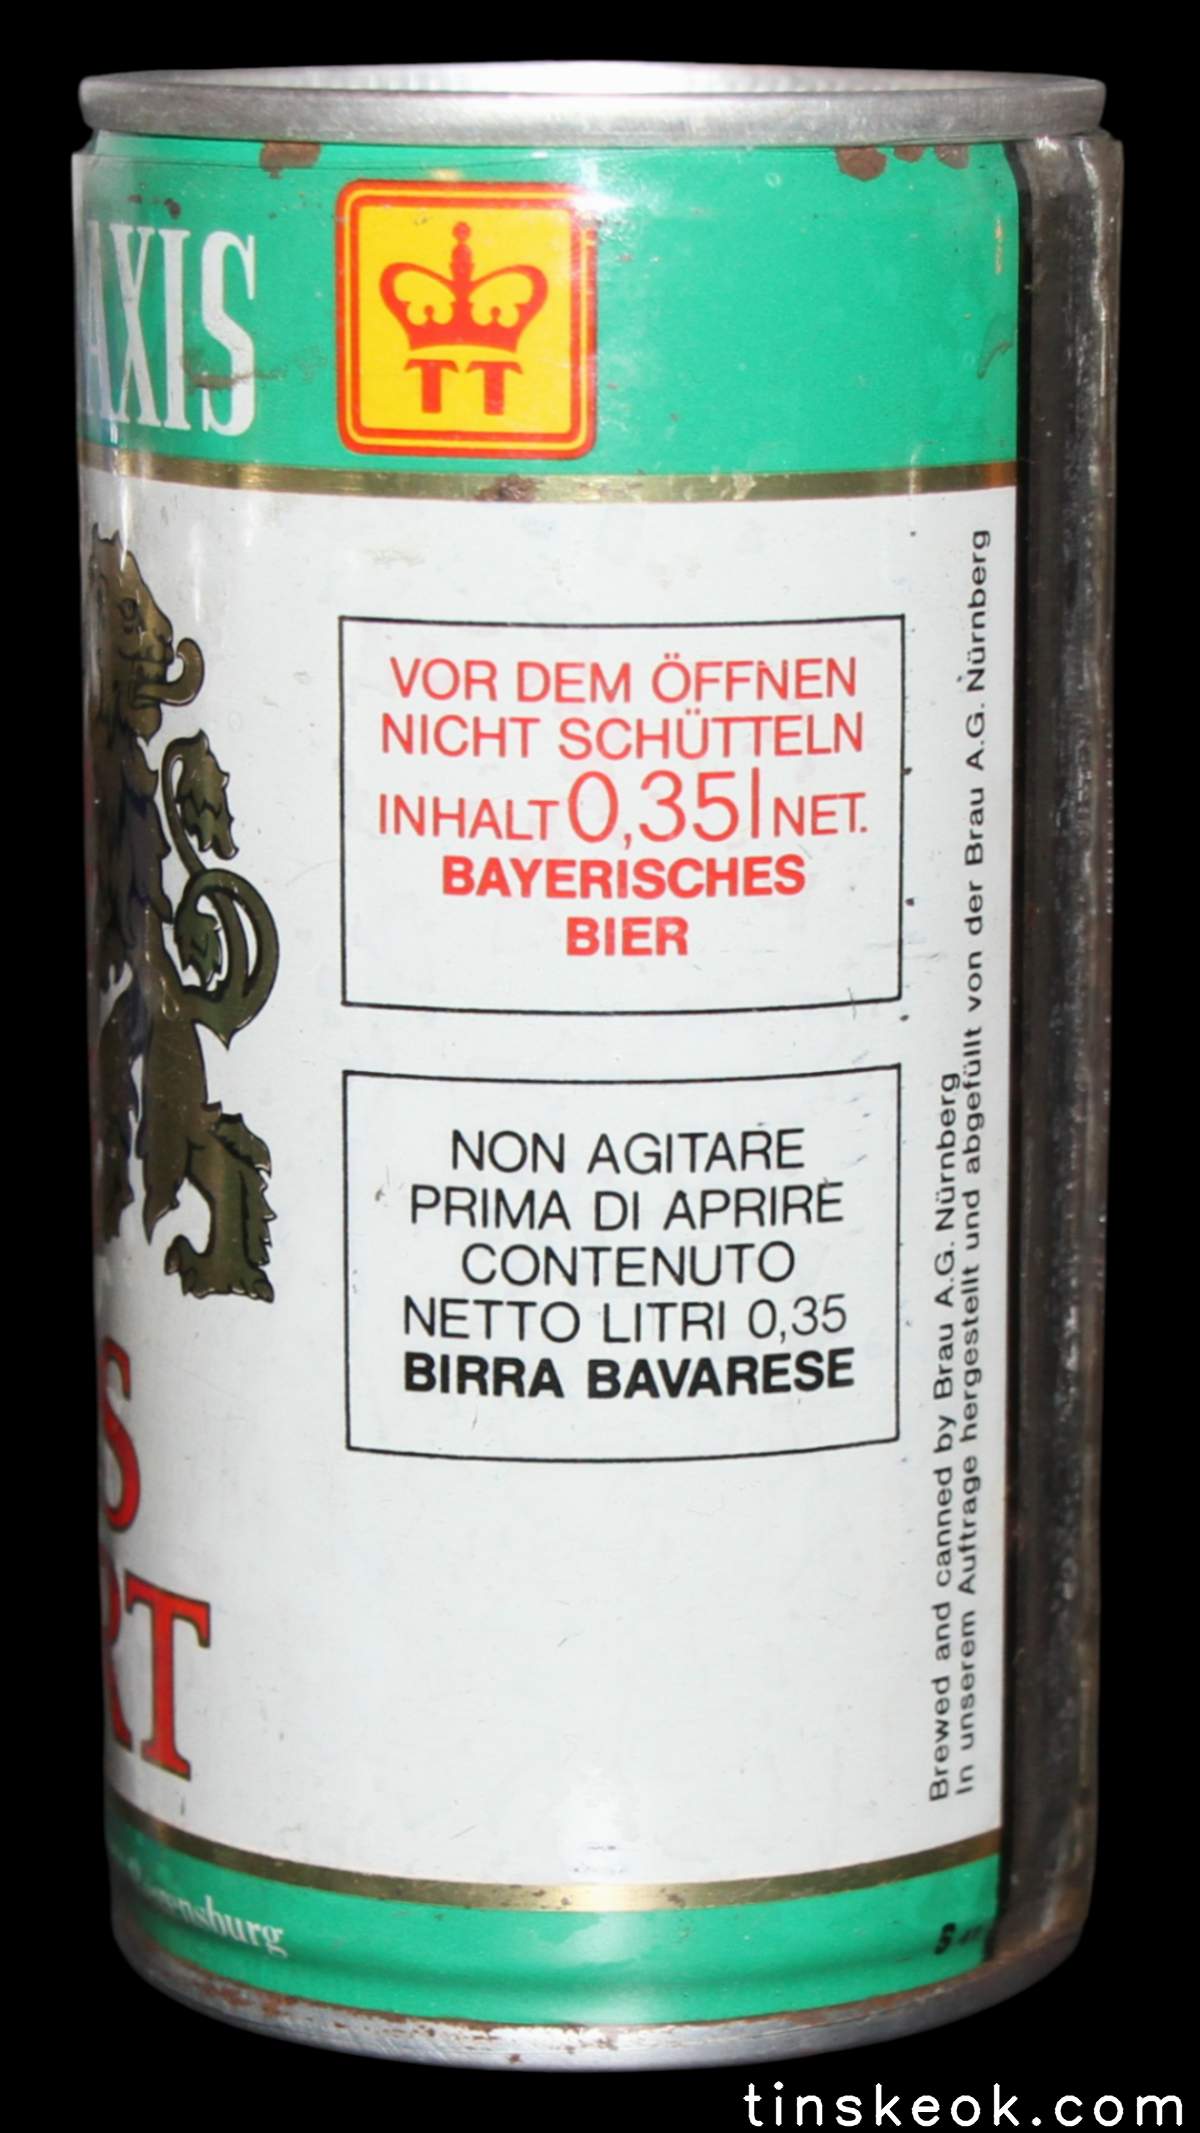 AXIS
TT
VOR DEM ÖFFNEN
NICHT SCHÜTTELN
INHALT 0,35l NET.
BAYERISCHES
BIER
NON AGITARE
PRIMA DI APRIRE
CONTENUTO
NETTO LITRI 0,35
BIRRA BAVARESE
Brewed and canned by Brau A.G. Nürnberg
In unserem Auftrage hergestellt und abgefüllt von der Brau A.G. Nürnberg
S
RT
tinskeok.com